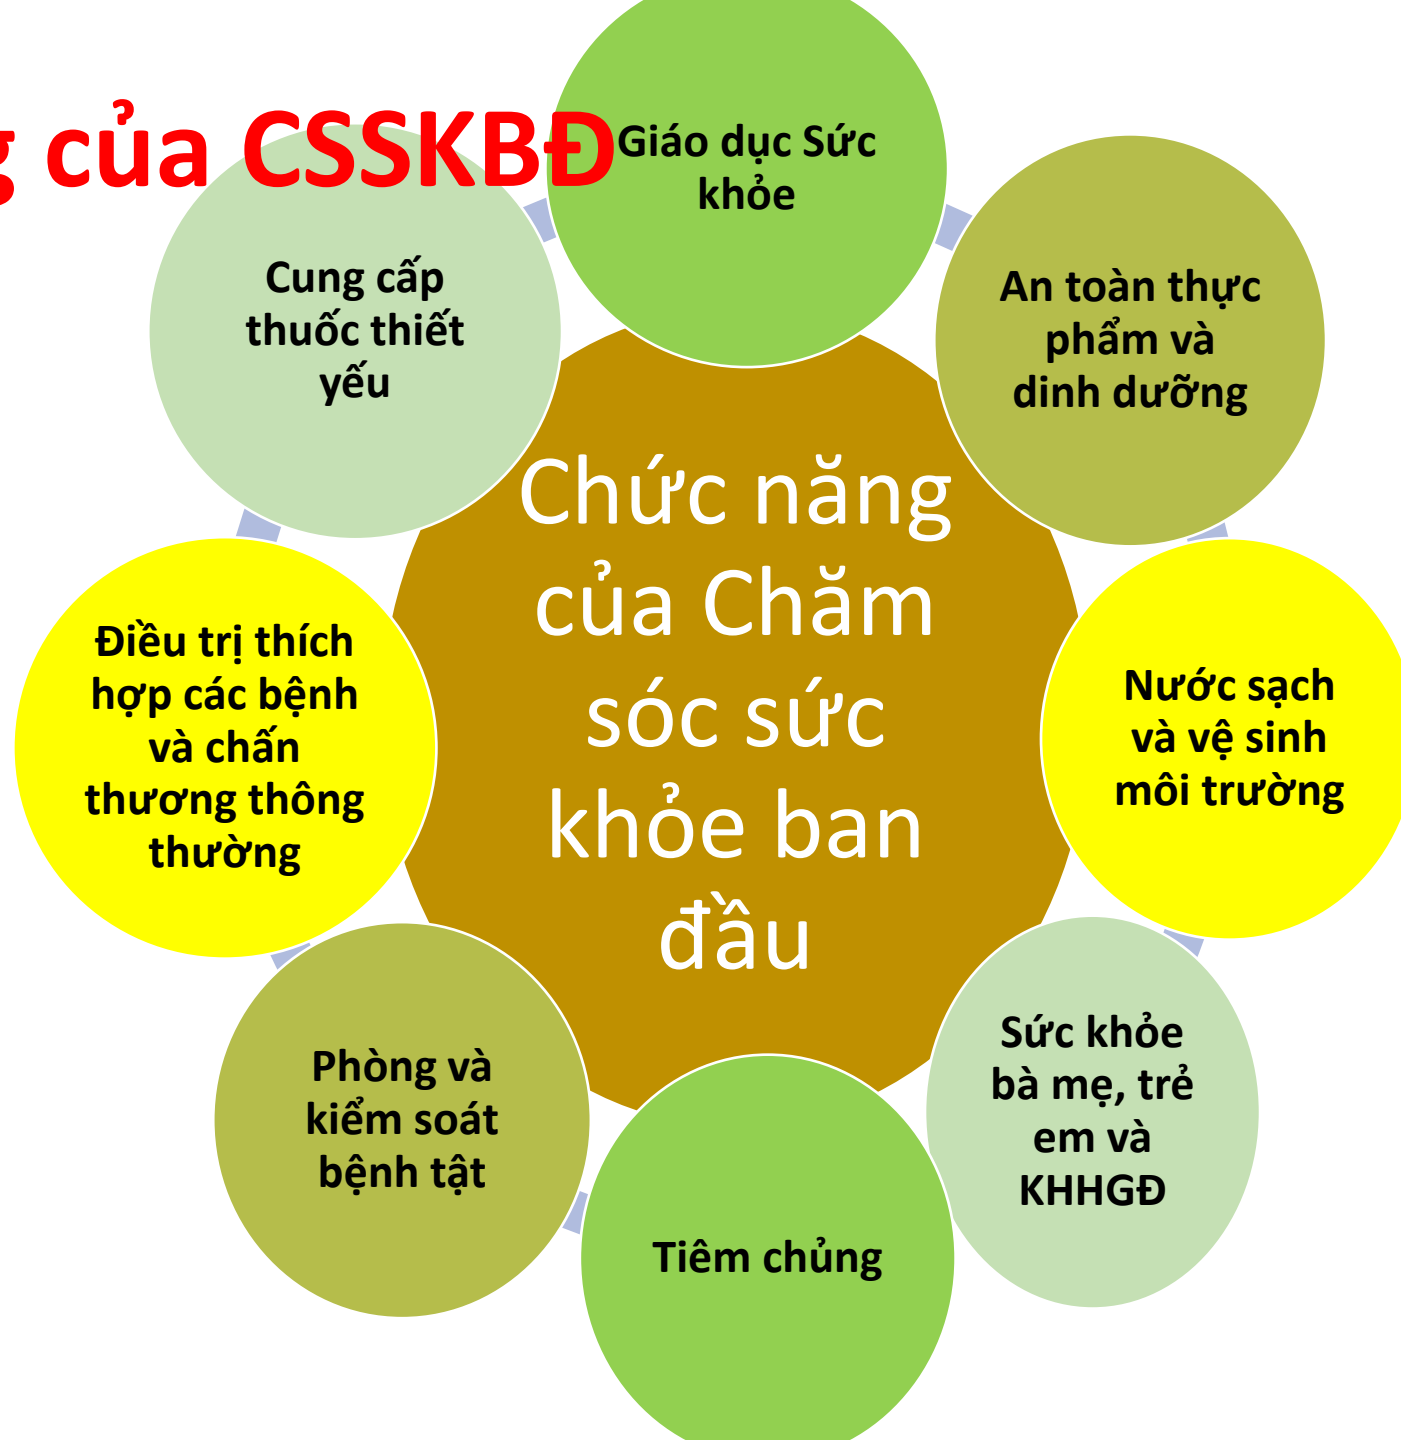 của CSSKBĐ
Giáo dục Sức
khỏe
An toàn thực
phẩm và
dinh dưỡng
Nước sạch
và vệ sinh
môi trường
Sức khỏe
bà mẹ, trẻ
em và
KHHGĐ
Tiêm chủng
Phòng và
kiểm soát
bệnh tật
Điều trị thích
hợp các bệnh
và chấn
thương thông
thường
Cung cấp
thuốc thiết
yếu
Chức năng
của Chăm
sóc sức
khỏe ban
đầu